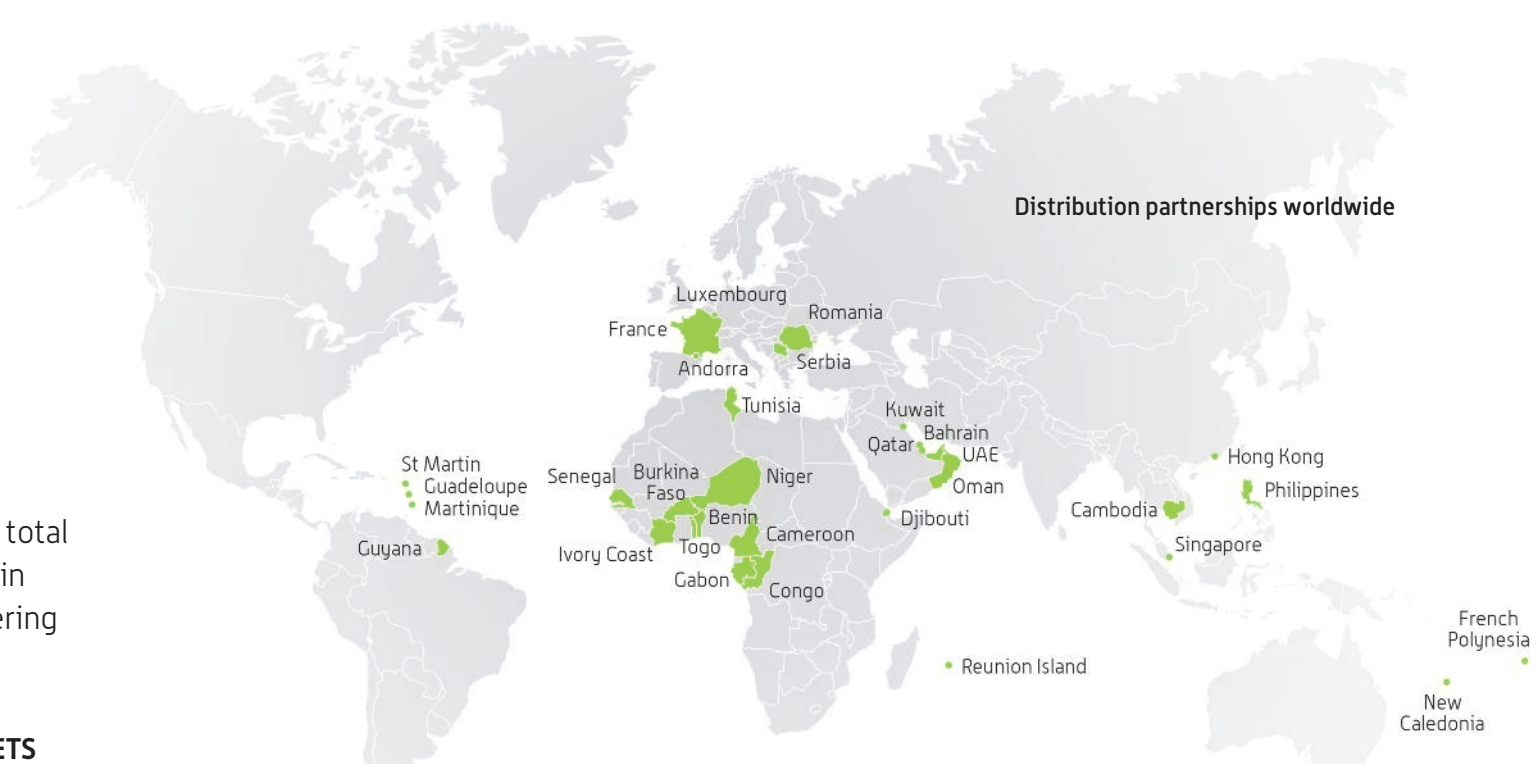 Distribution partnerships worldwide
Luxembourg
Romania
France
Serbia
Andorra
Tunisia
Kuwait
Bahrain
Qatar
UAE
Oman
Hong Kong
Philippines
Cambodia
Singapore
St Martin
Guadeloupe
Martinique
Guyana
Senegal
Burkina
Faso
Niger
Benin
Djibouti
Cameroon
Ivory Coast
Togo
Gabon
Congo
Reunion Island
French
Polynesia
New
Caledonia
total
in
ering
ETS